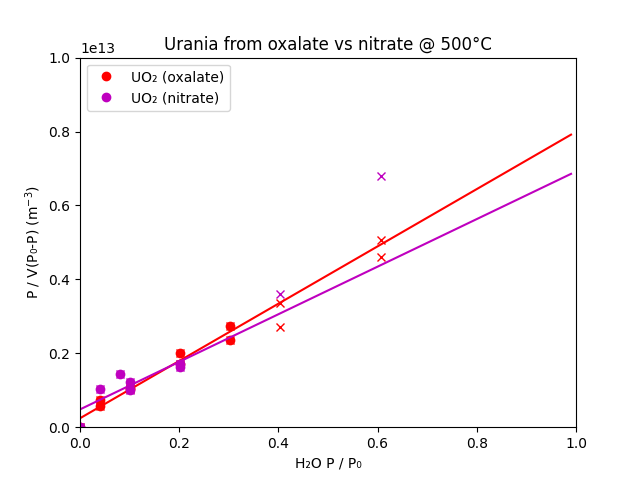 Urania from oxalate vs nitrate @ 500°C
1e13
UO₂ (oxalate)
UO₂ (nitrate)
1.0
0.8
0.6
0.4
0.2
0.0
P / V(P₀-P) (m⁻³)
0.0 0.2 0.4 0.6 0.8 1.0
H₂O P / P₀